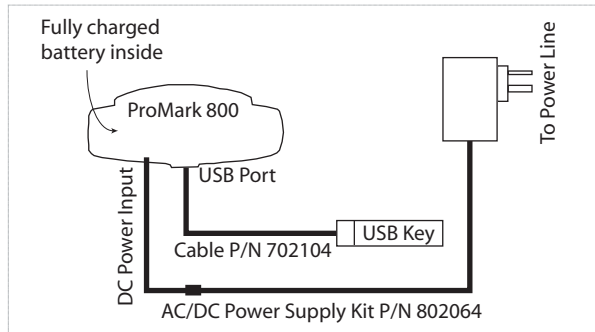 Fully charged
battery inside
ProMark 800
To Power Line
USB Port
DC Power Input
USB Key
Cable P/N 702104
AC/DC Power Supply Kit P/N 802064